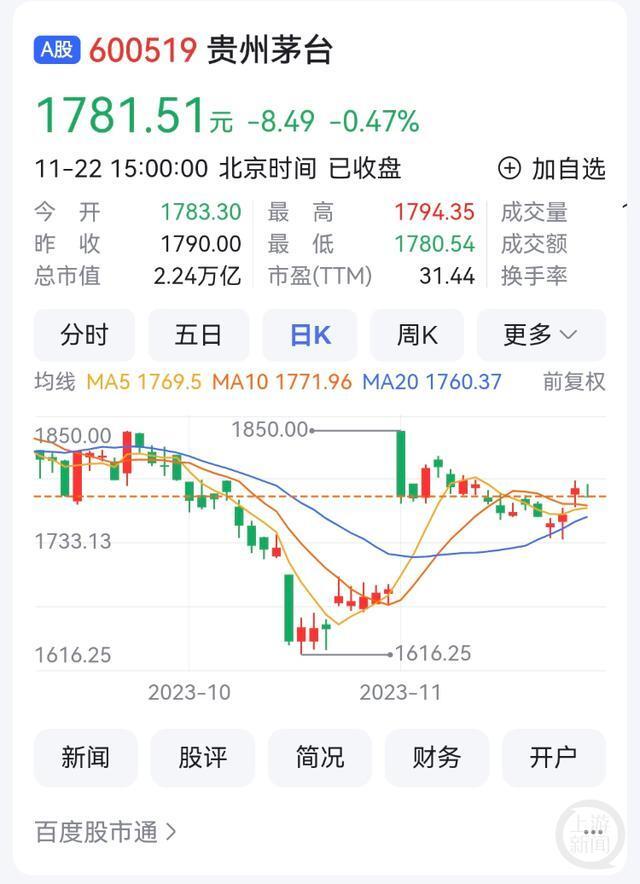 A股 600519 贵州茅台
1781.51元 -8.49 -0.47%
11-22 15:00:00 北京时间 已收盘 加自选
今开 1783.30 最高 1794.35 成交量
昨收 1790.00 最低 1780.54 成交额
总市值 2.24万亿 市盈(TTM) 31.44 换手率
分时 五日 日K 周K 更多
均线 MA5 1769.5 MA10 1771.96 MA20 1760.37 前复权
1850.00 1850.00
1733.13
1616.25 1616.25
2023-10 2023-11
新闻 股评 简况 财务 开户
百度股市通
上游
新闻